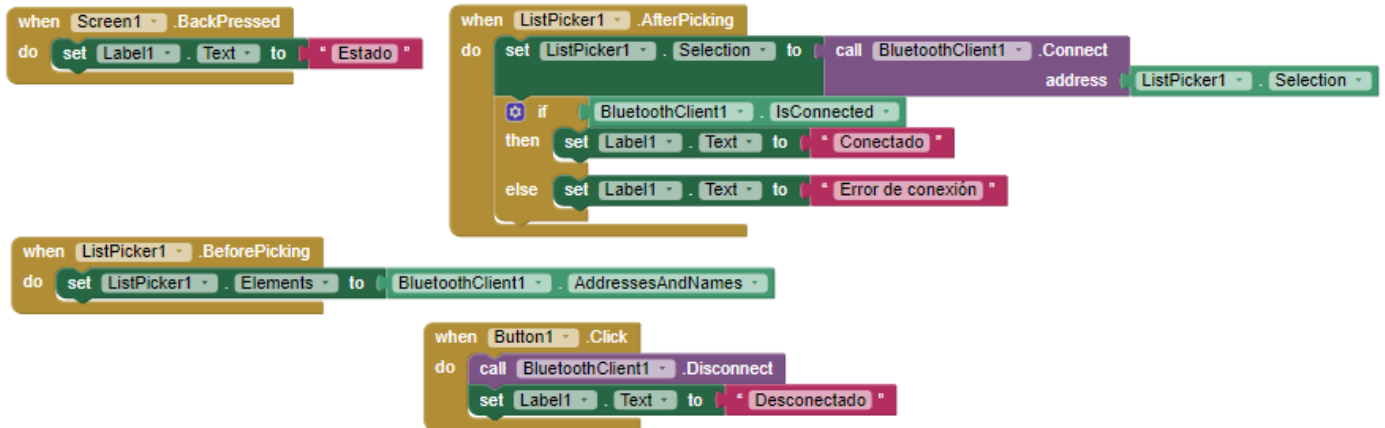 when Screen1 .BackPressed
do set Label1 . Text to " Estado "
when ListPicker1 .AfterPicking
do set ListPicker1 . Selection to call BluetoothClient1 .Connect
address ListPicker1 . Selection
if BluetoothClient1 . IsConnected
then set Label1 . Text to " Conectado "
else set Label1 . Text to " Error de conexión "
when ListPicker1 .BeforePicking
do set ListPicker1 . Elements to BluetoothClient1 . AddressesAndNames
when Button1 .Click
do call BluetoothClient1 .Disconnect
set Label1 . Text to " Desconectado "